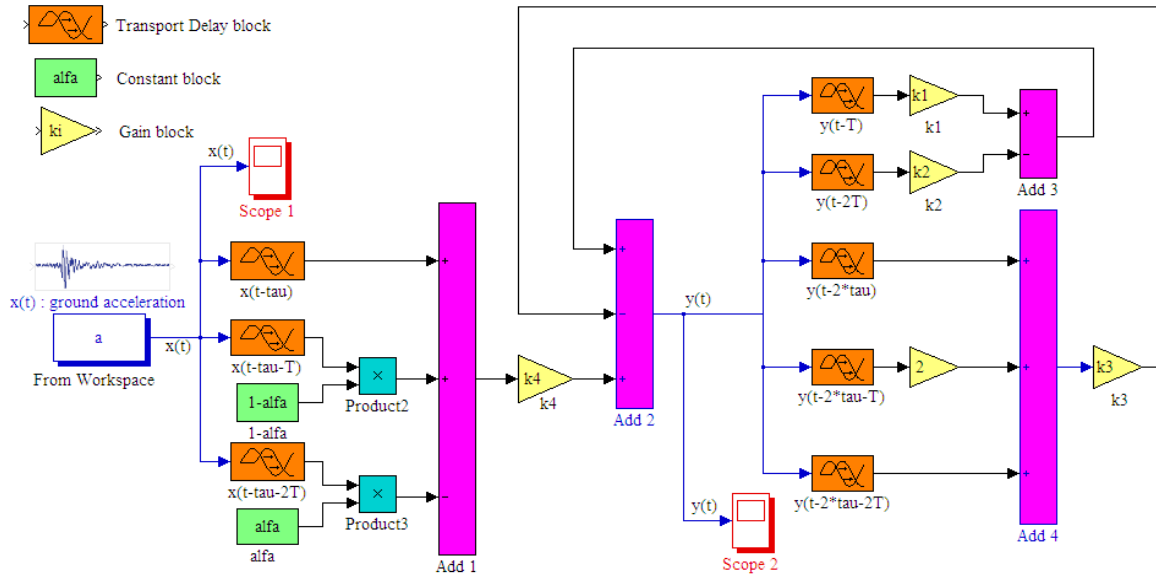 Transport Delay block
alfa
Constant block
ki
Gain block
x(t)
Scope 1
x(t) : ground acceleration
a
x(t)
From Workspace
x(t-tau)
x(t-tau-T)
1-alfa
1-alfa
×
Product2
x(t-tau-2T)
alfa
alfa
×
Product3
+
+
−
Add 1
k4
k4
+
−
+
Add 2
y(t)
y(t)
Scope 2
y(t-T)
k1
k1
y(t-2T)
k2
k2
+
−
Add 3
y(t-2*tau)
y(t-2*tau-T)
2
y(t-2*tau-2T)
+
+
+
Add 4
k3
k3